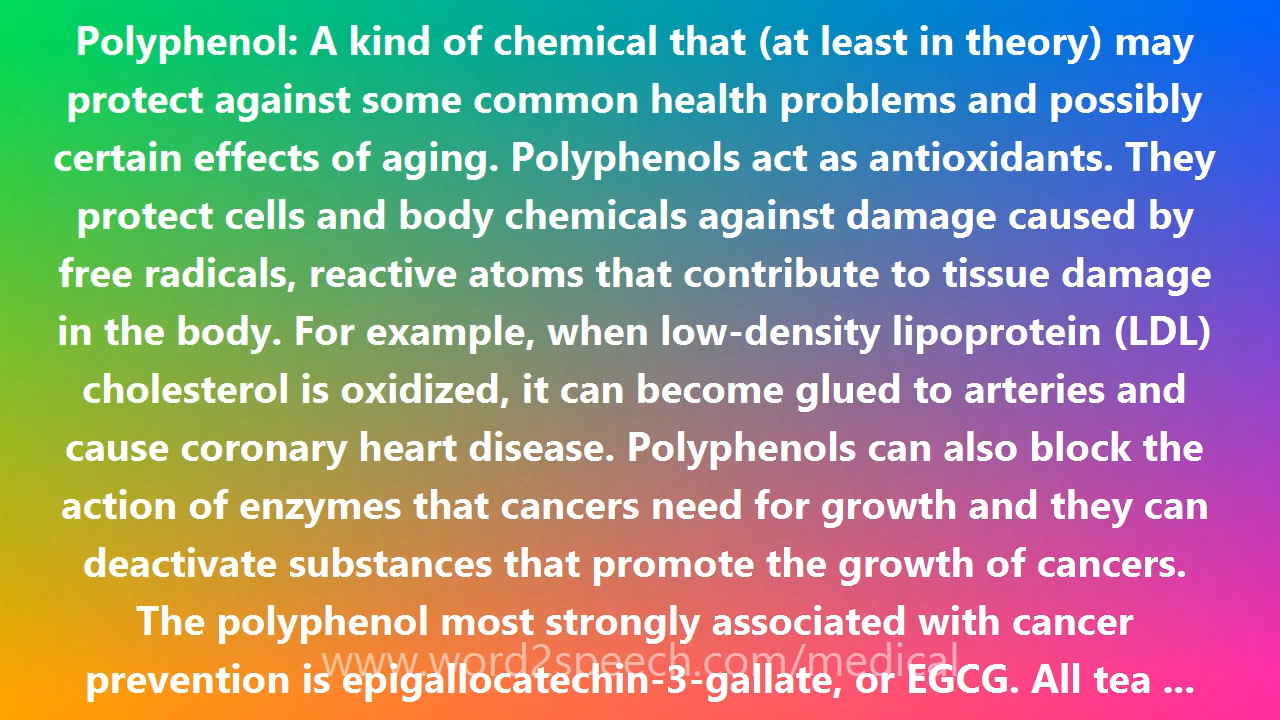 Polyphenol: A kind of chemical that (at least in theory) may
protect against some common health problems and possibly
certain effects of aging. Polyphenols act as antioxidants. They
protect cells and body chemicals against damage caused by
free radicals, reactive atoms that contribute to tissue damage
in the body. For example, when low-density lipoprotein (LDL)
cholesterol is oxidized, it can become glued to arteries and
cause coronary heart disease. Polyphenols can also block the
action of enzymes that cancers need for growth and they can
deactivate substances that promote the growth of cancers.
The polyphenol most strongly associated with cancer
www.word2speech.com/medical
prevention is epigallocatechin-3-gallate, or EGCG. All tea ...